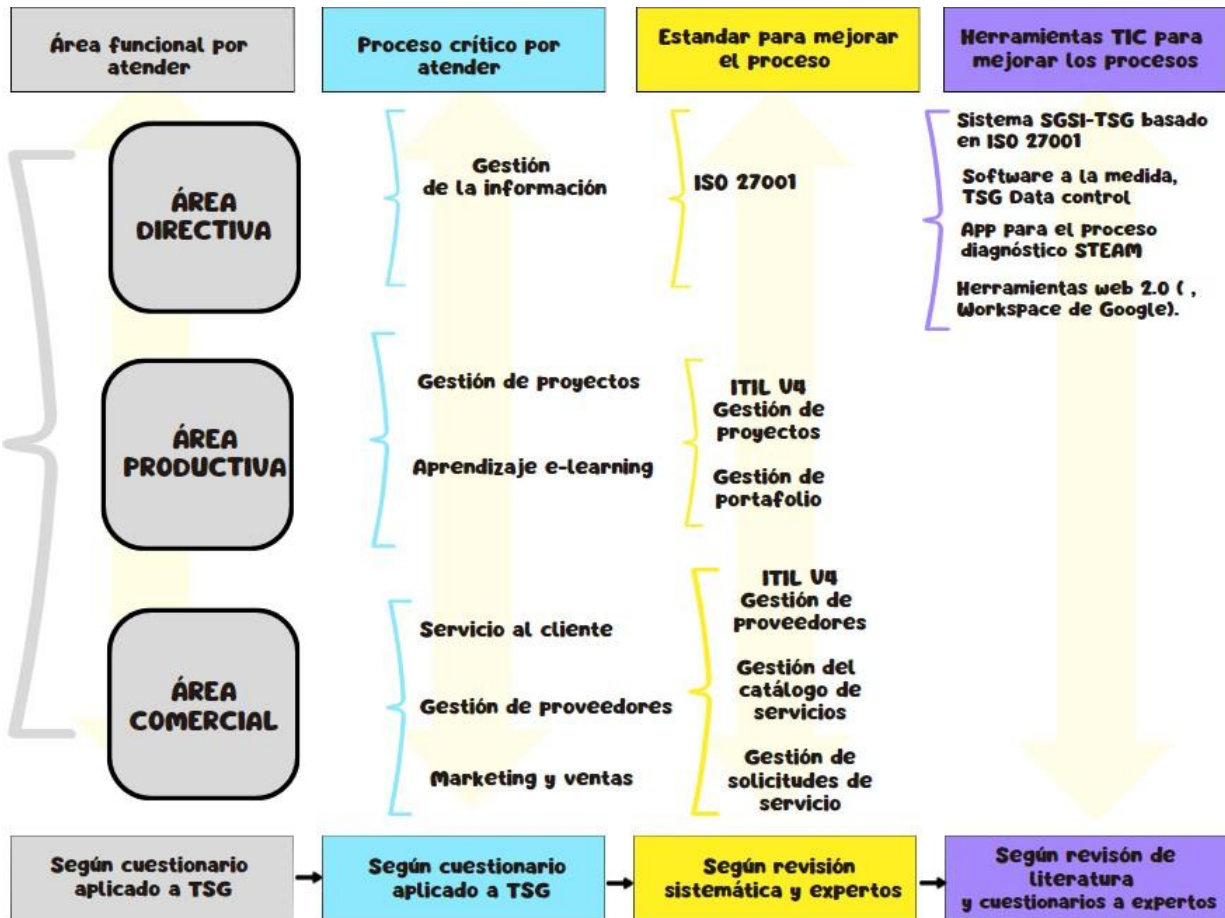 Área funcional por
atender
Proceso crítico por
atender
Estandar para mejorar
el proceso
Herramientas TIC para
mejorar los procesos
ÁREA
DIRECTIVA
Gestión
de la información
ISO 27001
Sistema SGSI-TSG basado
en ISO 27001
Software a la medida,
TSG Data control
App para el proceso
diagnóstico STEAM
Herramientas web 2.0 ( ,
Workspace de Google).
ÁREA
PRODUCTIVA
Gestión de proyectos
Aprendizaje e-learning
ITIL V4
Gestión de
proyectos
Gestión de
portafolio
ÁREA
COMERCIAL
Servicio al cliente
Gestión de proveedores
Marketing y ventas
ITIL V4
Gestión de
proveedores
Gestión del
catálogo de
servicios
Gestión de
solicitudes de
servicio
Según cuestionario
aplicado a TSG
Según cuestionario
aplicado a TSG
Según revisión
sistemática y expertos
Según revisón de
literatura
y cuestionarios a expertos